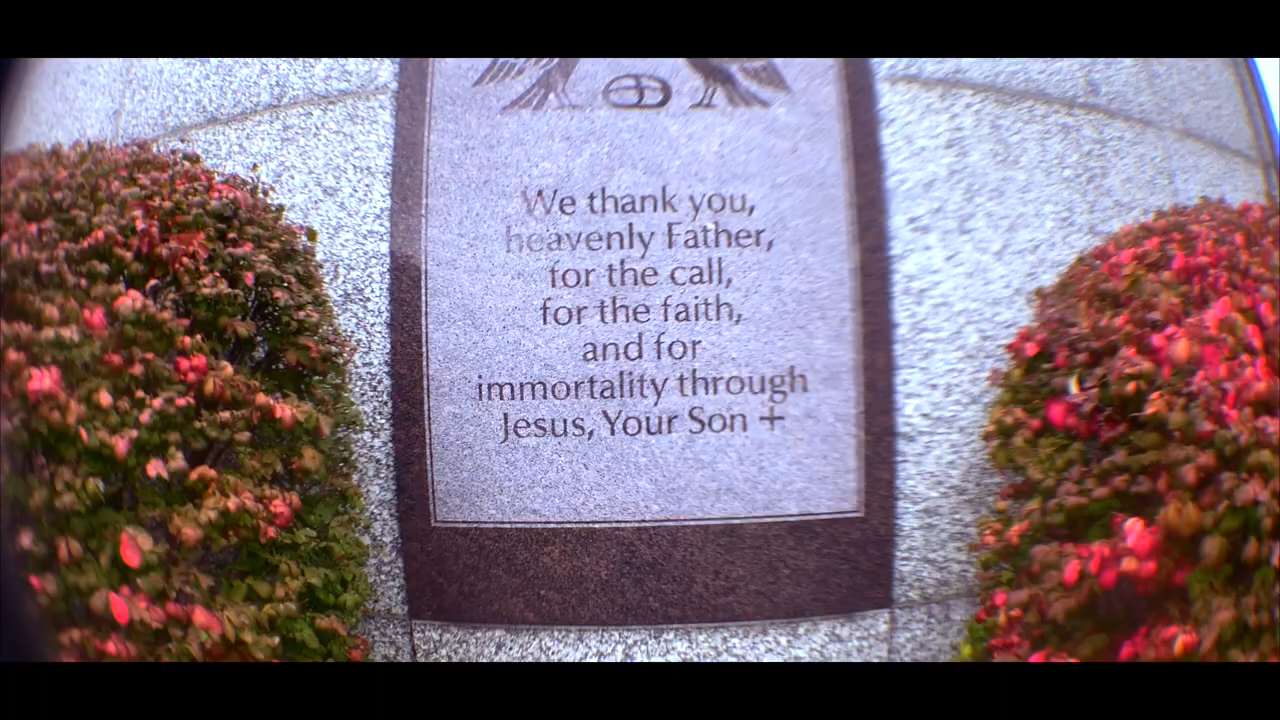 We thank you,
heavenly Father,
for the call,
for the faith,
and for
immortality through
Jesus, Your Son +